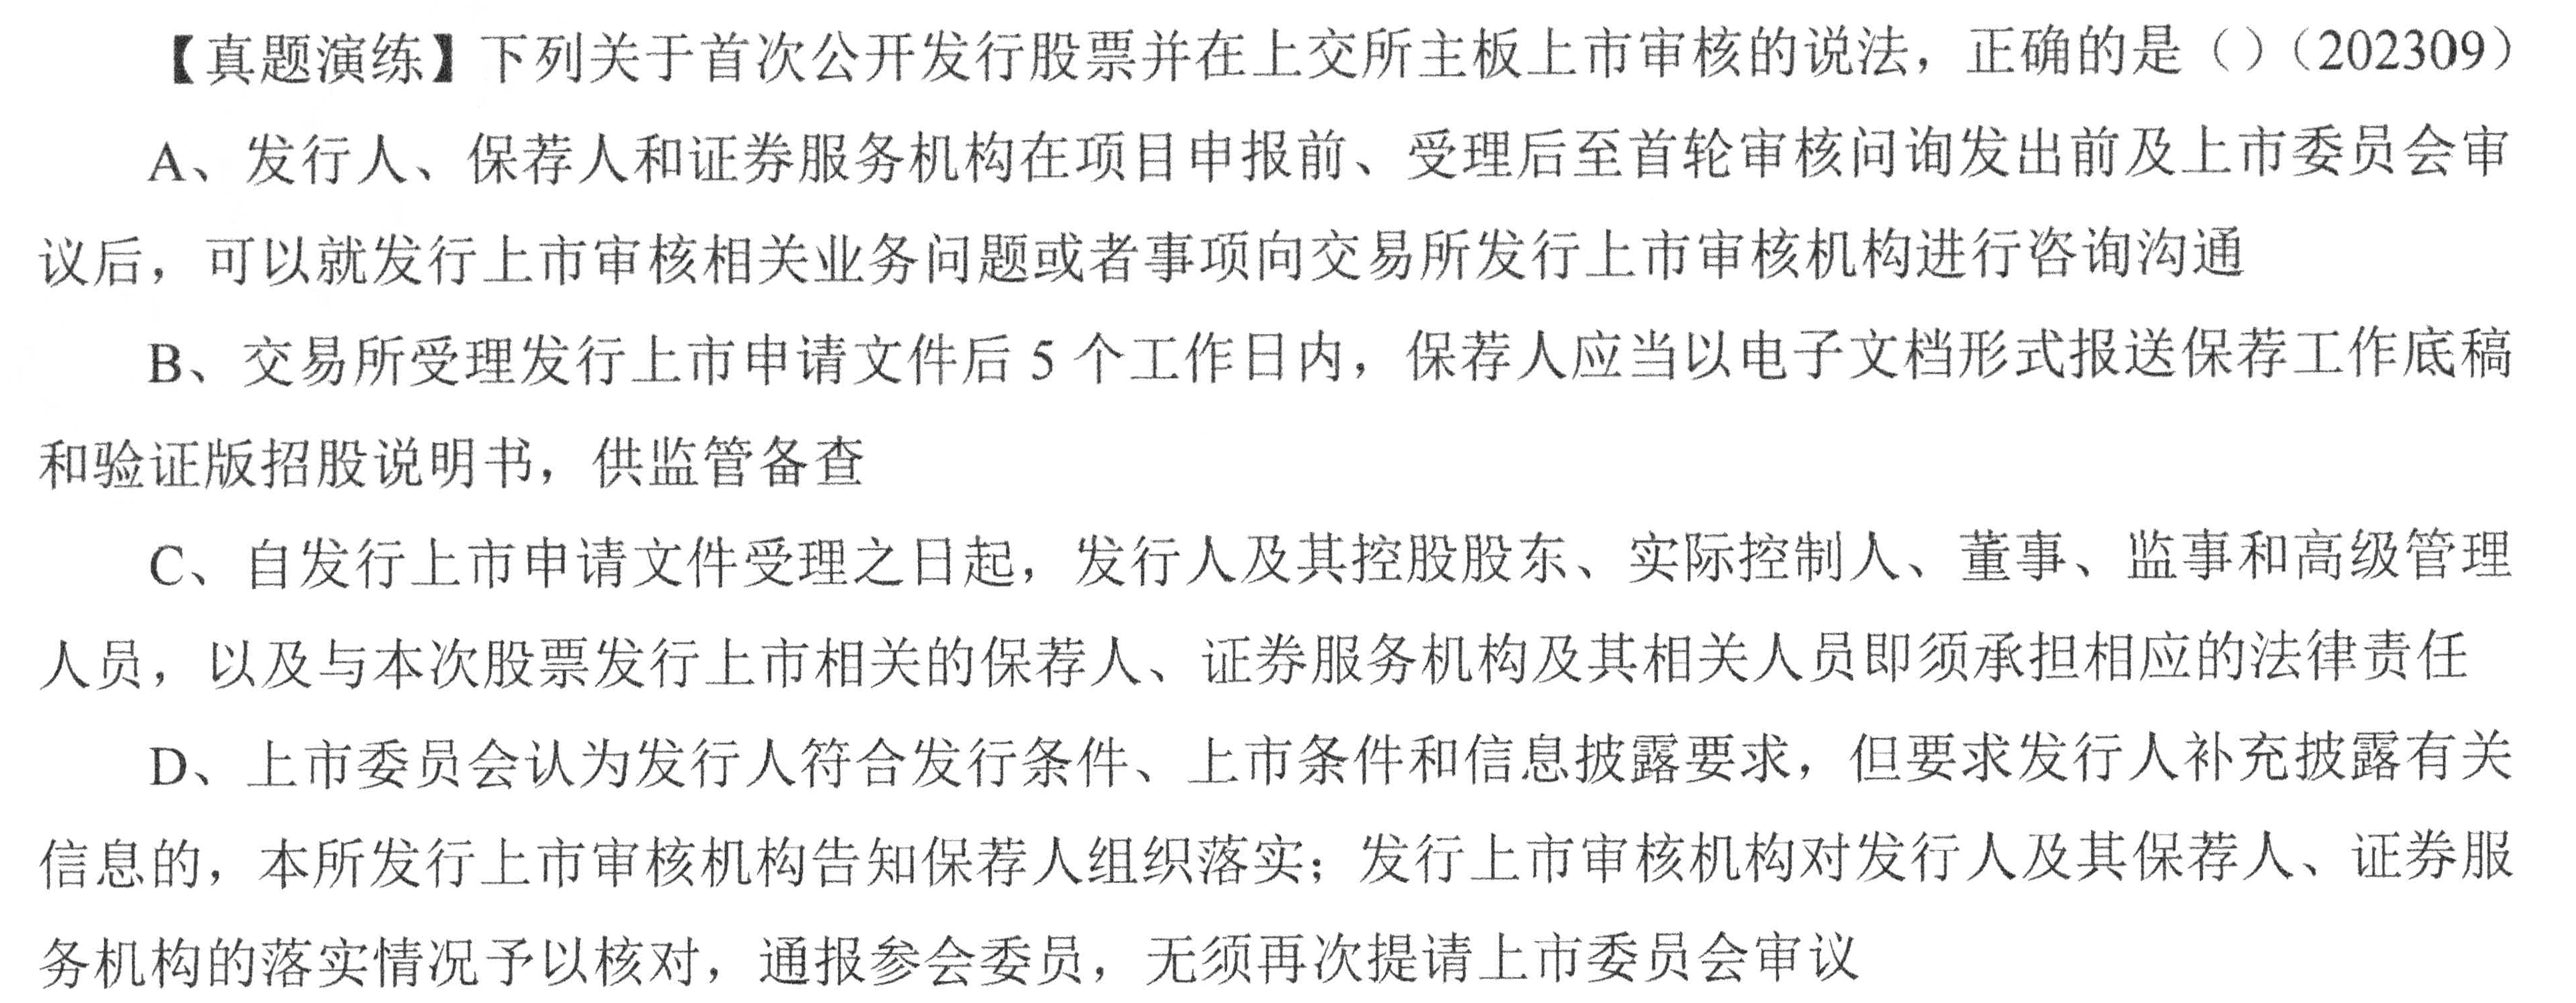 【真题演练】下列关于首次公开发行股票并在上交所主板上市审核的说法，正确的是（）（202309）
A、发行人、保荐人和证券服务机构在项目申报前、受理后至首轮审核问询发出前及上市委员会审
议后，可以就发行上市审核相关业务问题或者事项向交易所发行上市审核机构进行咨询沟通
B、交易所受理发行上市申请文件后 5 个工作日内，保荐人应当以电子文档形式报送保荐工作底稿
和验证版招股说明书，供监管备查
C、自发行上市申请文件受理之日起，发行人及其控股股东、实际控制人、董事、监事和高级管理
人员，以及与本次股票发行上市相关的保荐人、证券服务机构及其相关人员即须承担相应的法律责任
D、上市委员会认为发行人符合发行条件、上市条件和信息披露要求，但要求发行人补充披露有关
信息的，本所发行上市审核机构告知保荐人组织落实；发行上市审核机构对发行人及其保荐人、证券服
务机构的落实情况予以核对，通报参会委员，无须再次提请上市委员会审议